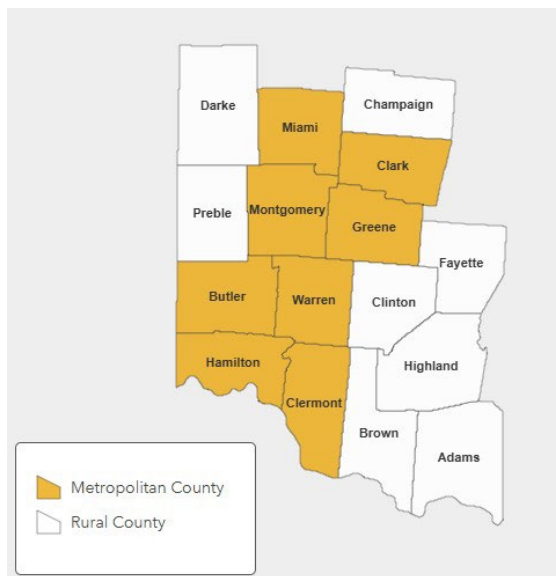 Darke
Champaign
Miami
Clark
Preble
Montgomery
Greene
Fayette
Butler
Warren
Clinton
Hamilton
Highland
Clermont
Brown
Adams
Metropolitan County
Rural County